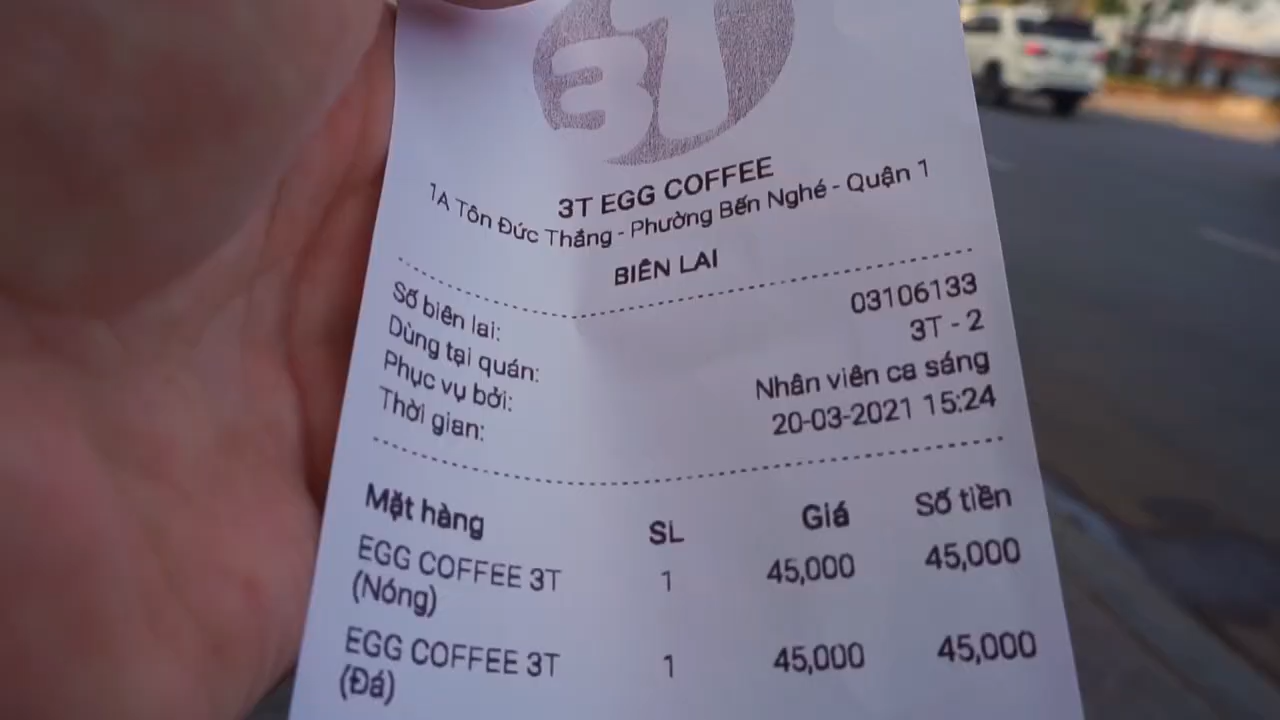 3T
3T EGG COFFEE
1A Tôn Đức Thắng - Phường Bến Nghé - Quận 1
BIÊN LAI
Số biên lai: 03106133
Dùng tại quán: 3T - 2
Phục vụ bởi: Nhân viên ca sáng
Thời gian: 20-03-2021 15:24
Mặt hàng SL Giá Số tiền
EGG COFFEE 3T 1 45,000 45,000
(Nóng)
EGG COFFEE 3T 1 45,000 45,000
(Đá)